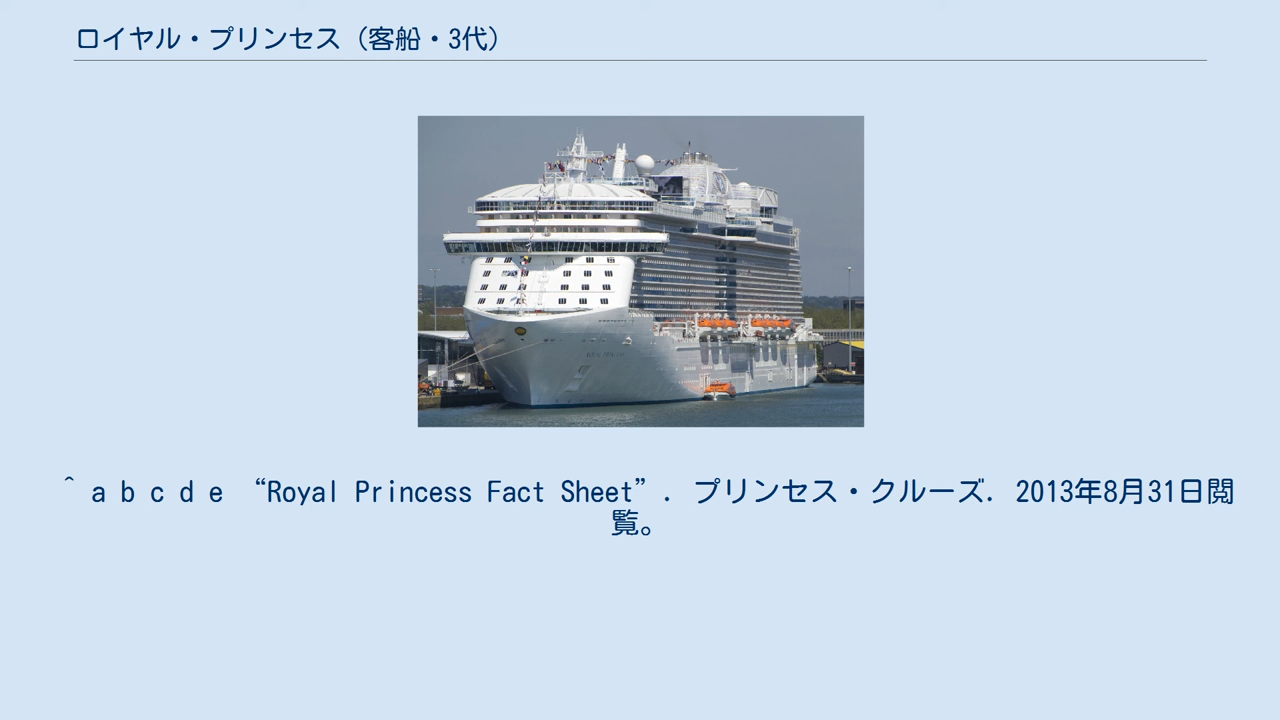 ロイヤル・プリンセス（客船・3代）
^ a b c d e “Royal Princess Fact Sheet”. プリンセス・クルーズ. 2013年8月31日閲
覧。